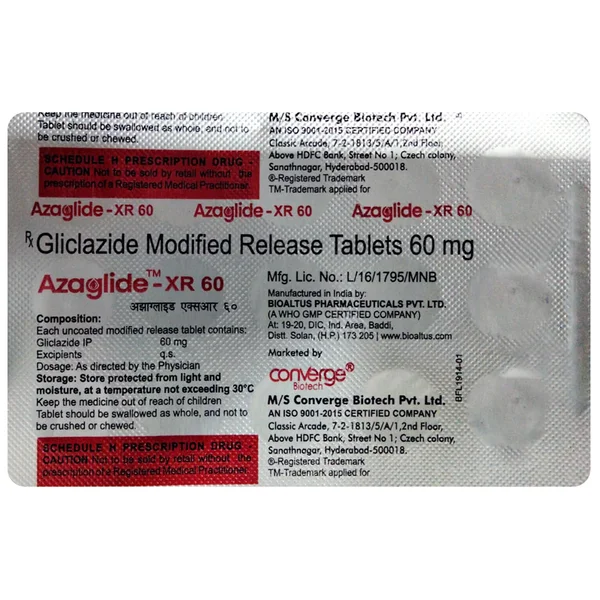 Keep the medicine out of reach of children
Tablet should be swallowed as whole, and not to
be crushed or chewed.
SCHEDULE H PRESCRIPTION DRUG -
CAUTION Not to be sold by retail without the
prescription of a Registered Medical Practitioner.
M/S Converge Biotech Pvt. Ltd.
AN ISO 9001-2015 CERTIFIED COMPANY
Classic Arcade, 7-2-1813/5/A/1,2nd Floor,
Above HDFC Bank, Street No 1; Czech colony,
Sanathnagar, Hyderabad-500018.
®-Registered Trademark
TM-Trademark applied for
Azaglide-XR 60 Azaglide-XR 60 Azaglide-XR 60
Rx Gliclazide Modified Release Tablets 60 mg
Azaglide™-XR 60
अझाग्लाइड एक्सआर ६०
Composition:
Each uncoated modified release tablet contains:
Gliclazide IP 60 mg
Excipients q.s.
Dosage: As directed by the Physician
Storage: Store protected from light and
moisture, at a temperature not exceeding 30°C
Keep the medicine out of reach of children
Tablet should be swallowed as whole, and not to
be crushed or chewed.
SCHEDULE H PRESCRIPTION DRUG -
CAUTION Not to be sold by retail without the
prescription of a Registered Medical Practitioner.
Mfg. Lic. No.: L/16/1795/MNB
Manufactured in India by:
BIOALTUS PHARMACEUTICALS PVT. LTD.
(A WHO GMP CERTIFIED COMPANY)
At: 19-20, DIC, Ind. Area, Baddi,
Distt. Solan, (H.P.) 173 205 | www.bioaltus.com
Marketed by
converge®
Biotech
M/S Converge Biotech Pvt. Ltd.
AN ISO 9001-2015 CERTIFIED COMPANY
Classic Arcade, 7-2-1813/5/A/1,2nd Floor,
Above HDFC Bank, Street No 1; Czech colony,
Sanathnagar, Hyderabad-500018.
®-Registered Trademark
TM-Trademark applied for
BFL1914-01